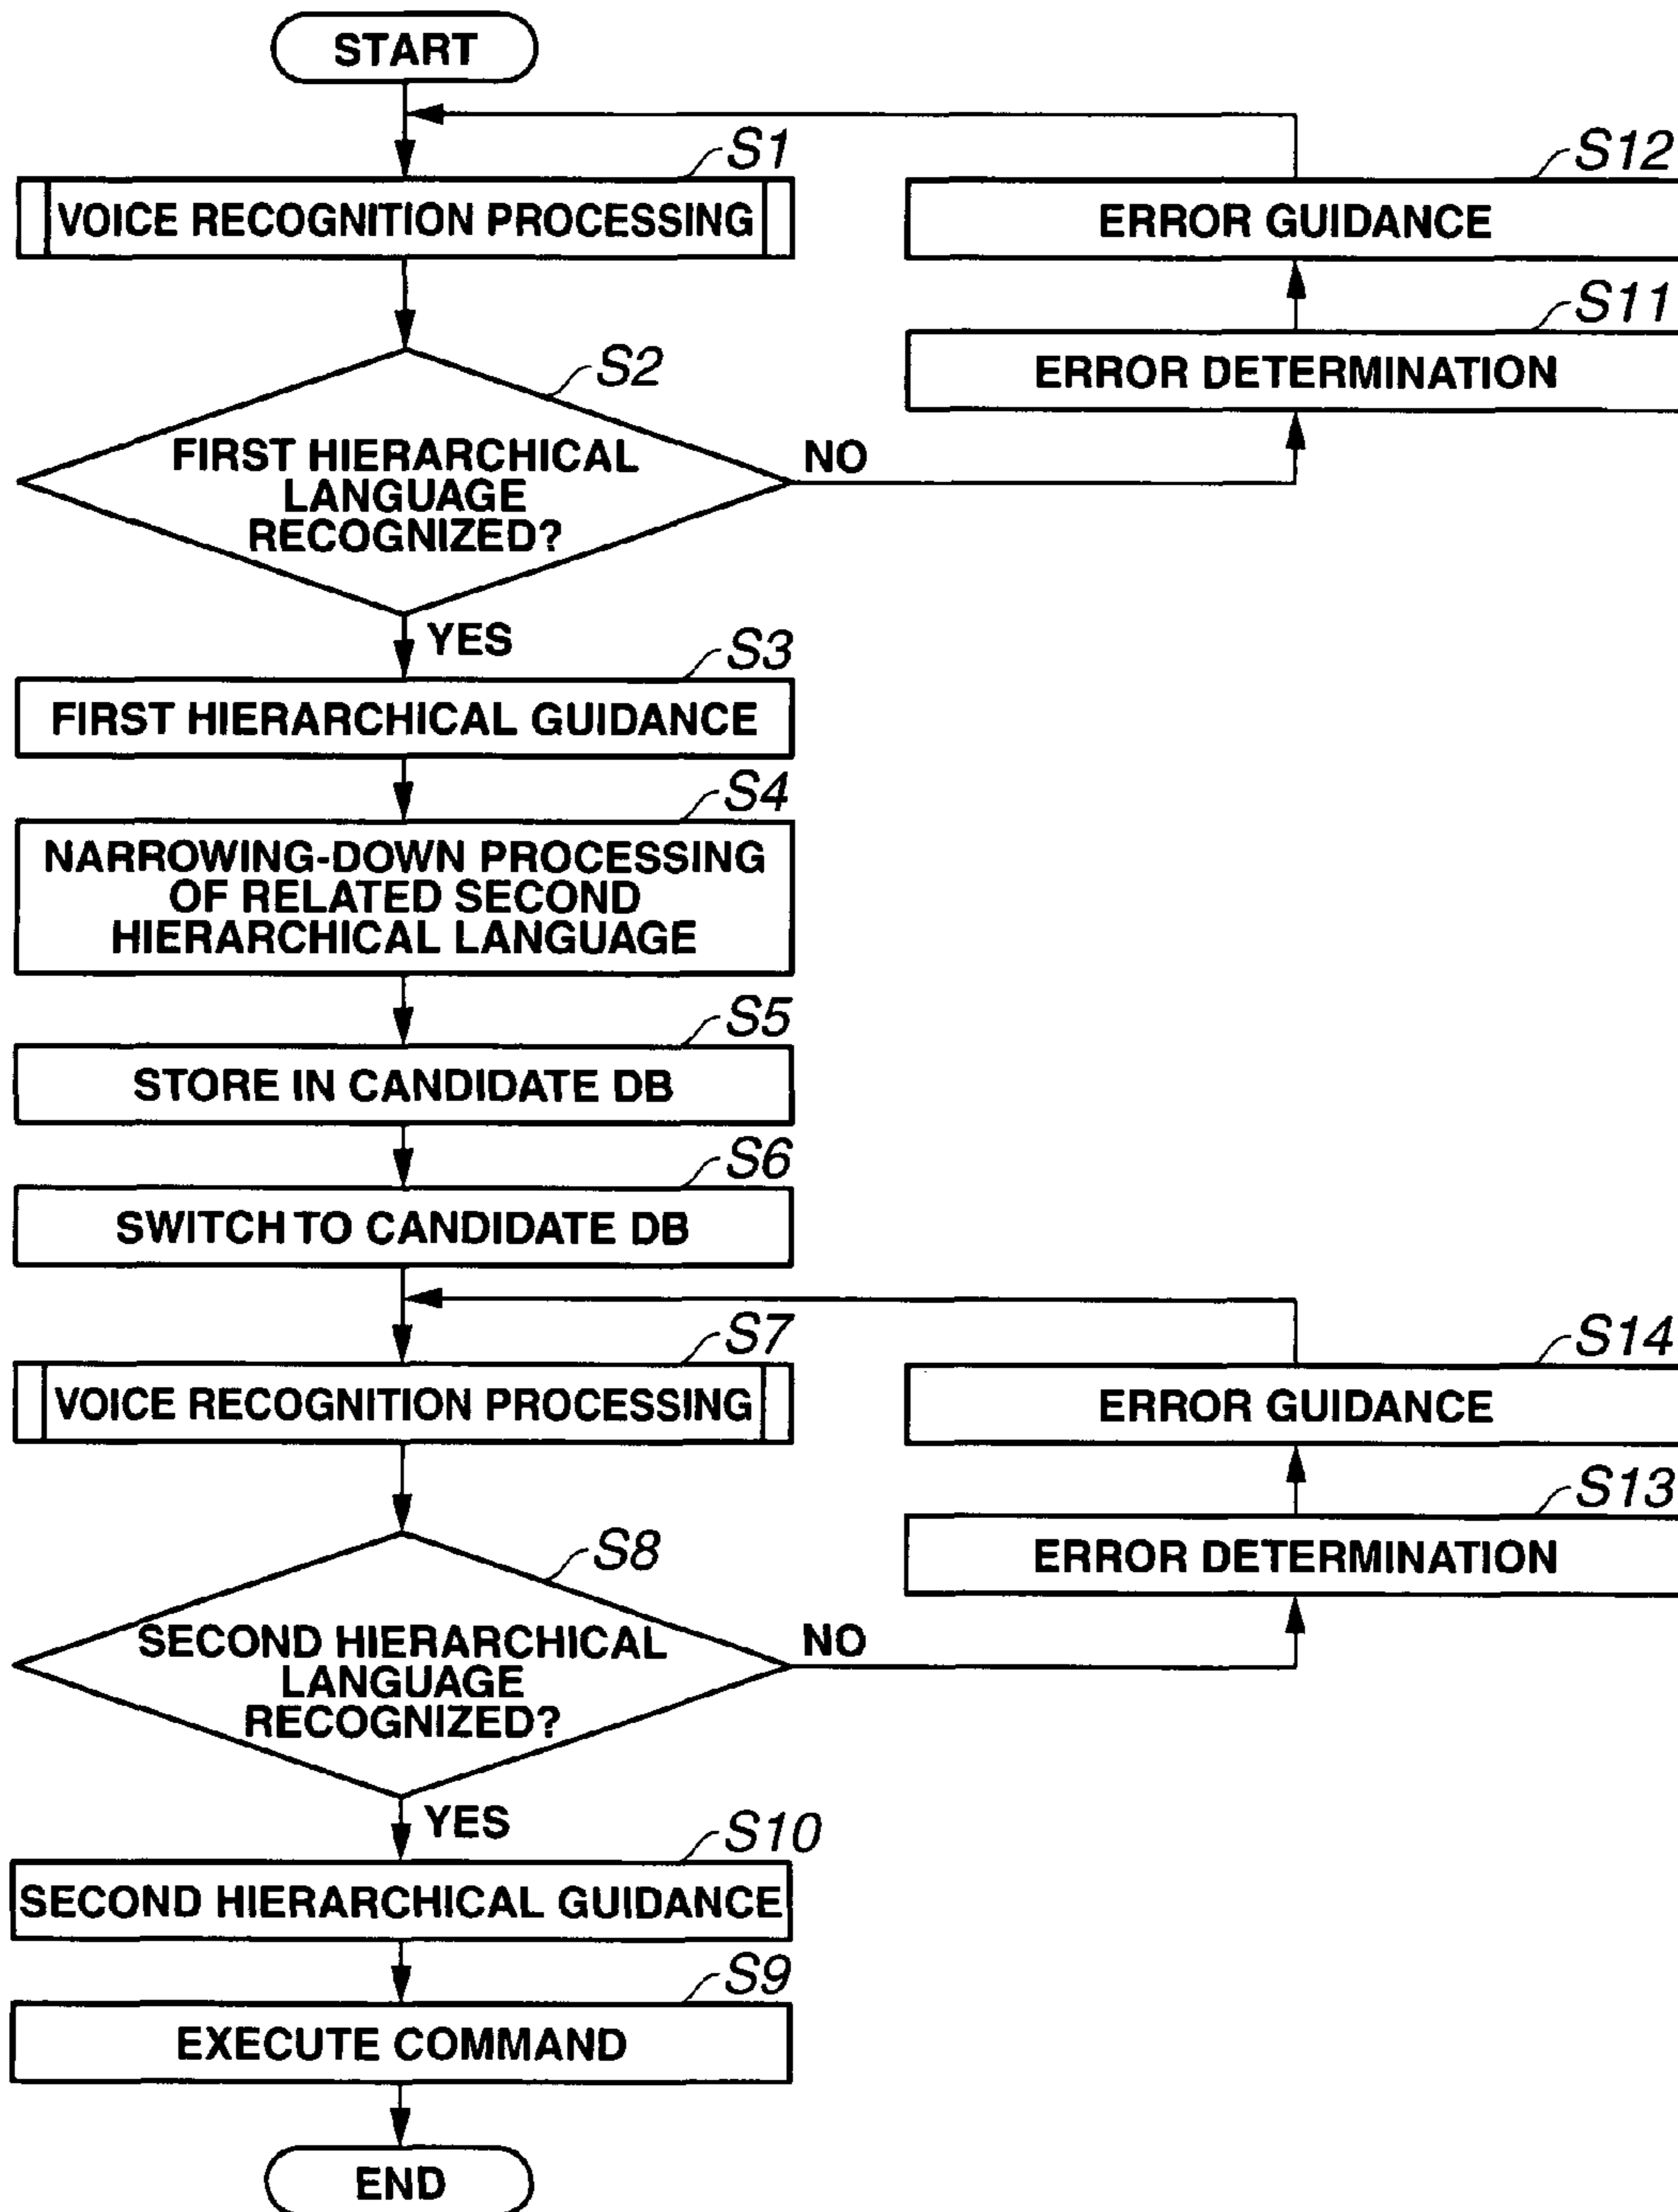 START
S1
VOICE RECOGNITION PROCESSING
S12
ERROR GUIDANCE
S11
ERROR DETERMINATION
S2
FIRST HIERARCHICAL
LANGUAGE
RECOGNIZED?
NO
YES
S3
FIRST HIERARCHICAL GUIDANCE
S4
NARROWING-DOWN PROCESSING
OF RELATED SECOND
HIERARCHICAL LANGUAGE
S5
STORE IN CANDIDATE DB
S6
SWITCH TO CANDIDATE DB
S7
VOICE RECOGNITION PROCESSING
S14
ERROR GUIDANCE
S13
ERROR DETERMINATION
S8
SECOND HIERARCHICAL
LANGUAGE
RECOGNIZED?
NO
YES
S10
SECOND HIERARCHICAL GUIDANCE
S9
EXECUTE COMMAND
END